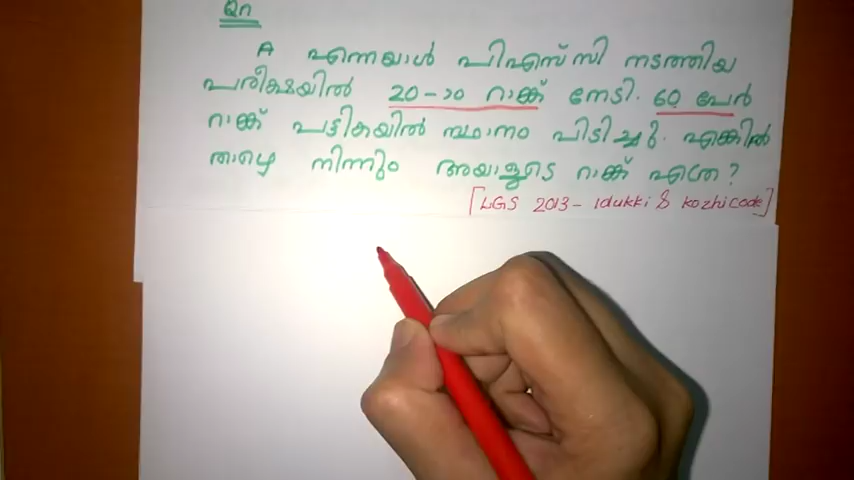 Qn
A എന്നയാൾ പിഎസ്സി നടത്തിയ
പരീക്ഷയിൽ 20-ാo റാങ്ക് നേടി. 60 പേർ
റാങ്ക് പട്ടികയിൽ സ്ഥാനം പിടിച്ചു. എങ്കിൽ
താഴെ നിന്നും അയാളുടെ റാങ്ക് എത്ര?
[LGS 2013- Idukki & kozhicode]